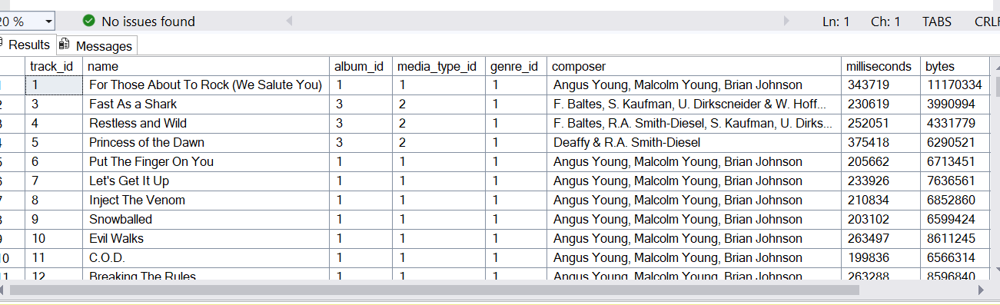 20 % No issues found Ln: 1 Ch: 1 TABS CRLF
Results Messages
track_id name album_id media_type_id genre_id composer milliseconds bytes
1 1 For Those About To Rock (We Salute You) 1 1 1 Angus Young, Malcolm Young, Brian Johnson 343719 11170334
2 3 Fast As a Shark 3 2 1 F. Baltes, S. Kaufman, U. Dirkscneider & W. Hoff... 230619 3990994
3 4 Restless and Wild 3 2 1 F. Baltes, R.A. Smith-Diesel, S. Kaufman, U. Dirks... 252051 4331779
4 5 Princess of the Dawn 3 2 1 Deaffy & R.A. Smith-Diesel 375418 6290521
5 6 Put The Finger On You 1 1 1 Angus Young, Malcolm Young, Brian Johnson 205662 6713451
6 7 Let's Get It Up 1 1 1 Angus Young, Malcolm Young, Brian Johnson 233926 7636561
7 8 Inject The Venom 1 1 1 Angus Young, Malcolm Young, Brian Johnson 210834 6852860
8 9 Snowballed 1 1 1 Angus Young, Malcolm Young, Brian Johnson 203102 6599424
9 10 Evil Walks 1 1 1 Angus Young, Malcolm Young, Brian Johnson 263497 8611245
10 11 C.O.D. 1 1 1 Angus Young, Malcolm Young, Brian Johnson 199836 6566314
11 12 Breaking The Rules 1 1 1 Angus Young, Malcolm Young, Brian Johnson 263288 8596840